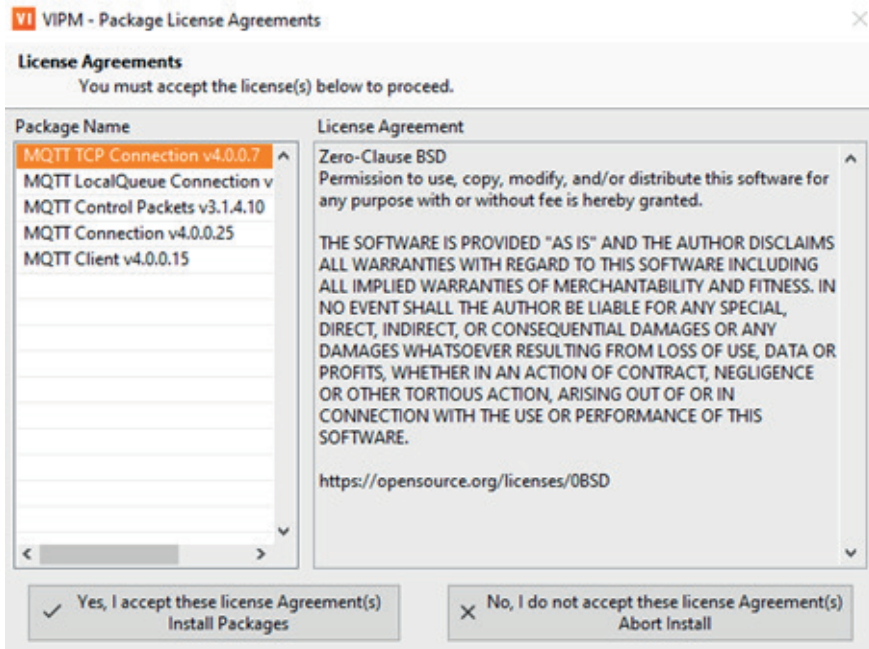 VI VIPM - Package License Agreements
License Agreements
You must accept the license(s) below to proceed.
Package Name
MQTT TCP Connection v4.0.0.7
MQTT LocalQueue Connection v
MQTT Control Packets v3.1.4.10
MQTT Connection v4.0.0.25
MQTT Client v4.0.0.15
License Agreement
Zero-Clause BSD
Permission to use, copy, modify, and/or distribute this software for
any purpose with or without fee is hereby granted.
THE SOFTWARE IS PROVIDED "AS IS" AND THE AUTHOR DISCLAIMS
ALL WARRANTIES WITH REGARD TO THIS SOFTWARE INCLUDING
ALL IMPLIED WARRANTIES OF MERCHANTABILITY AND FITNESS. IN
NO EVENT SHALL THE AUTHOR BE LIABLE FOR ANY SPECIAL,
DIRECT, INDIRECT, OR CONSEQUENTIAL DAMAGES OR ANY
DAMAGES WHATSOEVER RESULTING FROM LOSS OF USE, DATA OR
PROFITS, WHETHER IN AN ACTION OF CONTRACT, NEGLIGENCE
OR OTHER TORTIOUS ACTION, ARISING OUT OF OR IN
CONNECTION WITH THE USE OR PERFORMANCE OF THIS
SOFTWARE.
https://opensource.org/licenses/0BSD
Yes, I accept these license Agreement(s)
Install Packages
No, I do not accept these license Agreement(s)
Abort Install